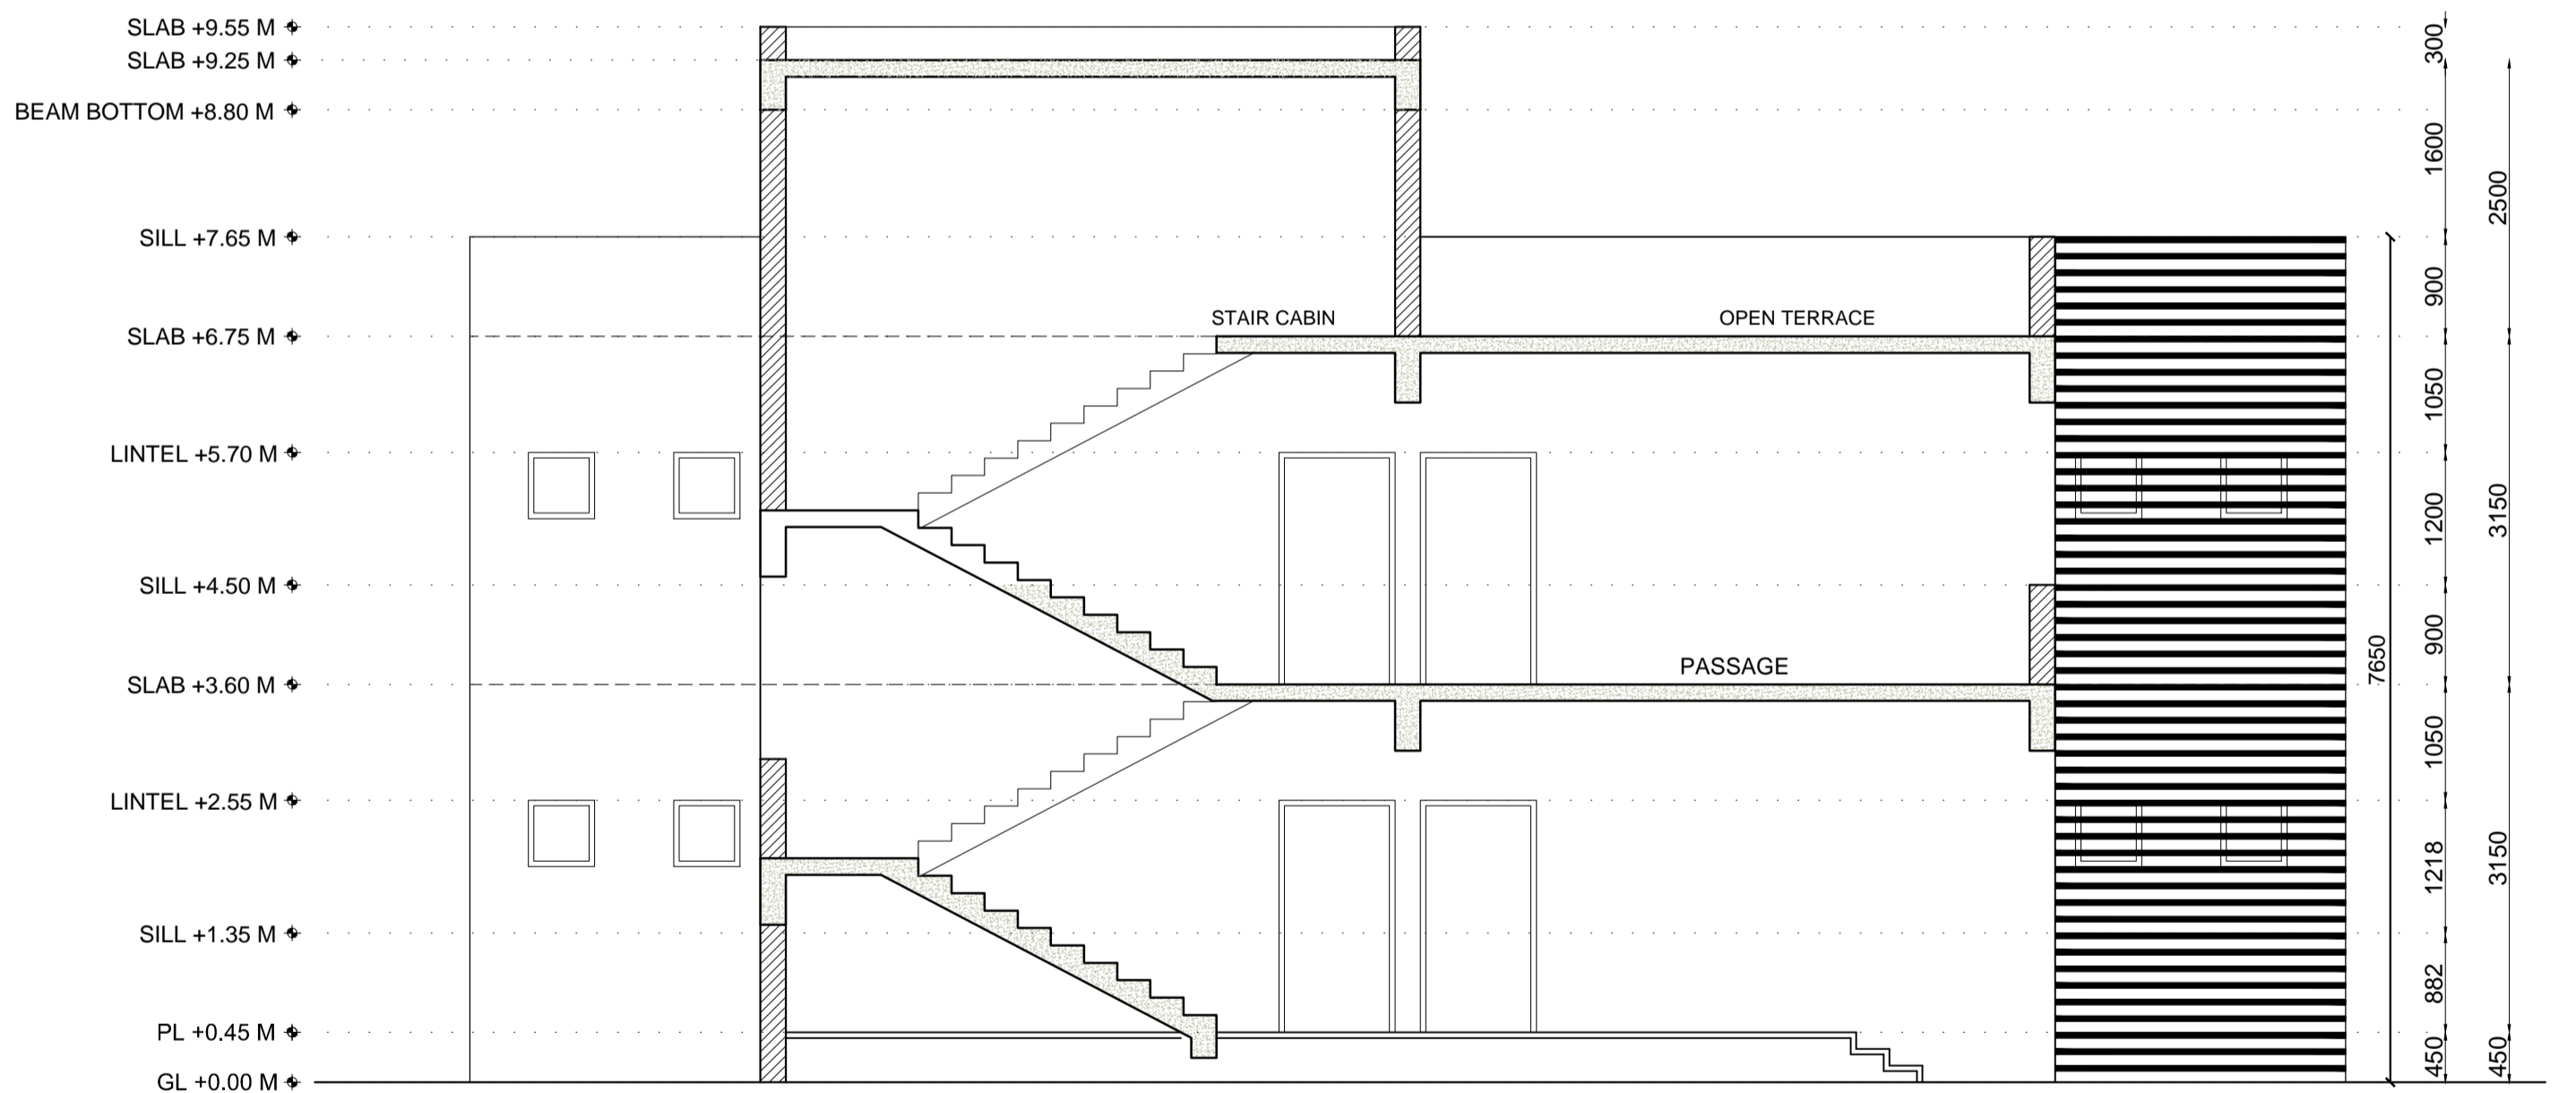 SLAB +9.55 M
SLAB +9.25 M
BEAM BOTTOM +8.80 M
SILL +7.65 M
SLAB +6.75 M
LINTEL +5.70 M
SILL +4.50 M
SLAB +3.60 M
LINTEL +2.55 M
SILL +1.35 M
PL +0.45 M
GL +0.00 M
STAIR CABIN
OPEN TERRACE
PASSAGE
7650
300
1600
900
1050
1200
900
1050
1218
882
450
2500
3150
3150
450